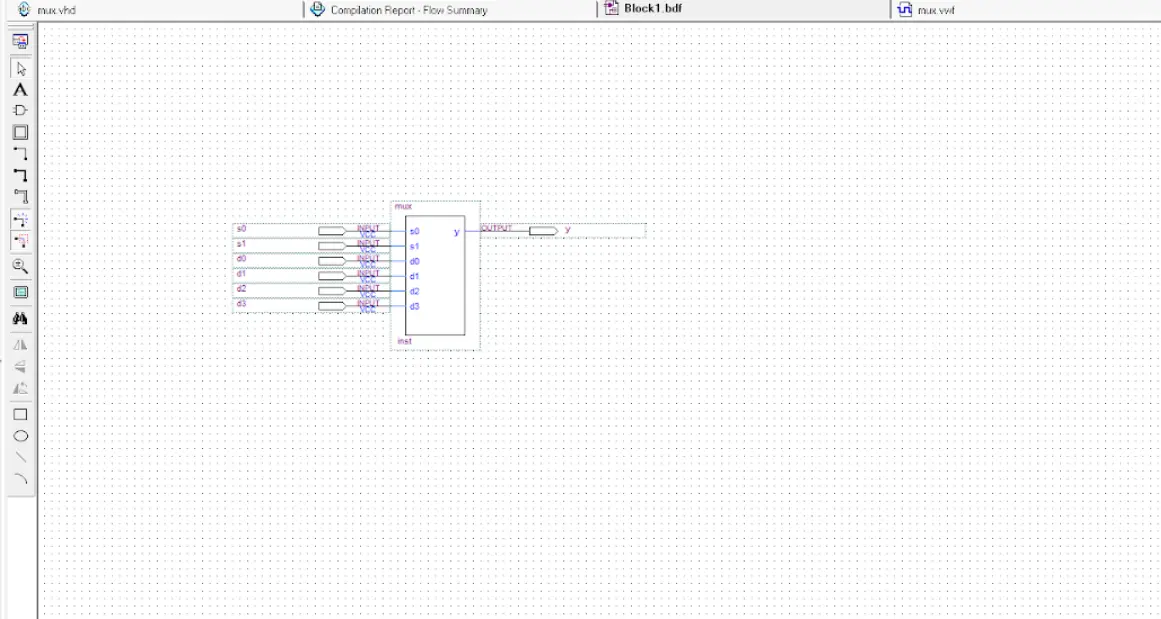 mux.vhd
Compilation Report - Flow Summary
Block1.bdf
mux.vwf
A
mux
s0 INPUT VCC s0 y OUTPUT y
s1 INPUT VCC s1
d0 INPUT VCC d0
d1 INPUT VCC d1
d2 INPUT VCC d2
d3 INPUT VCC d3
inst